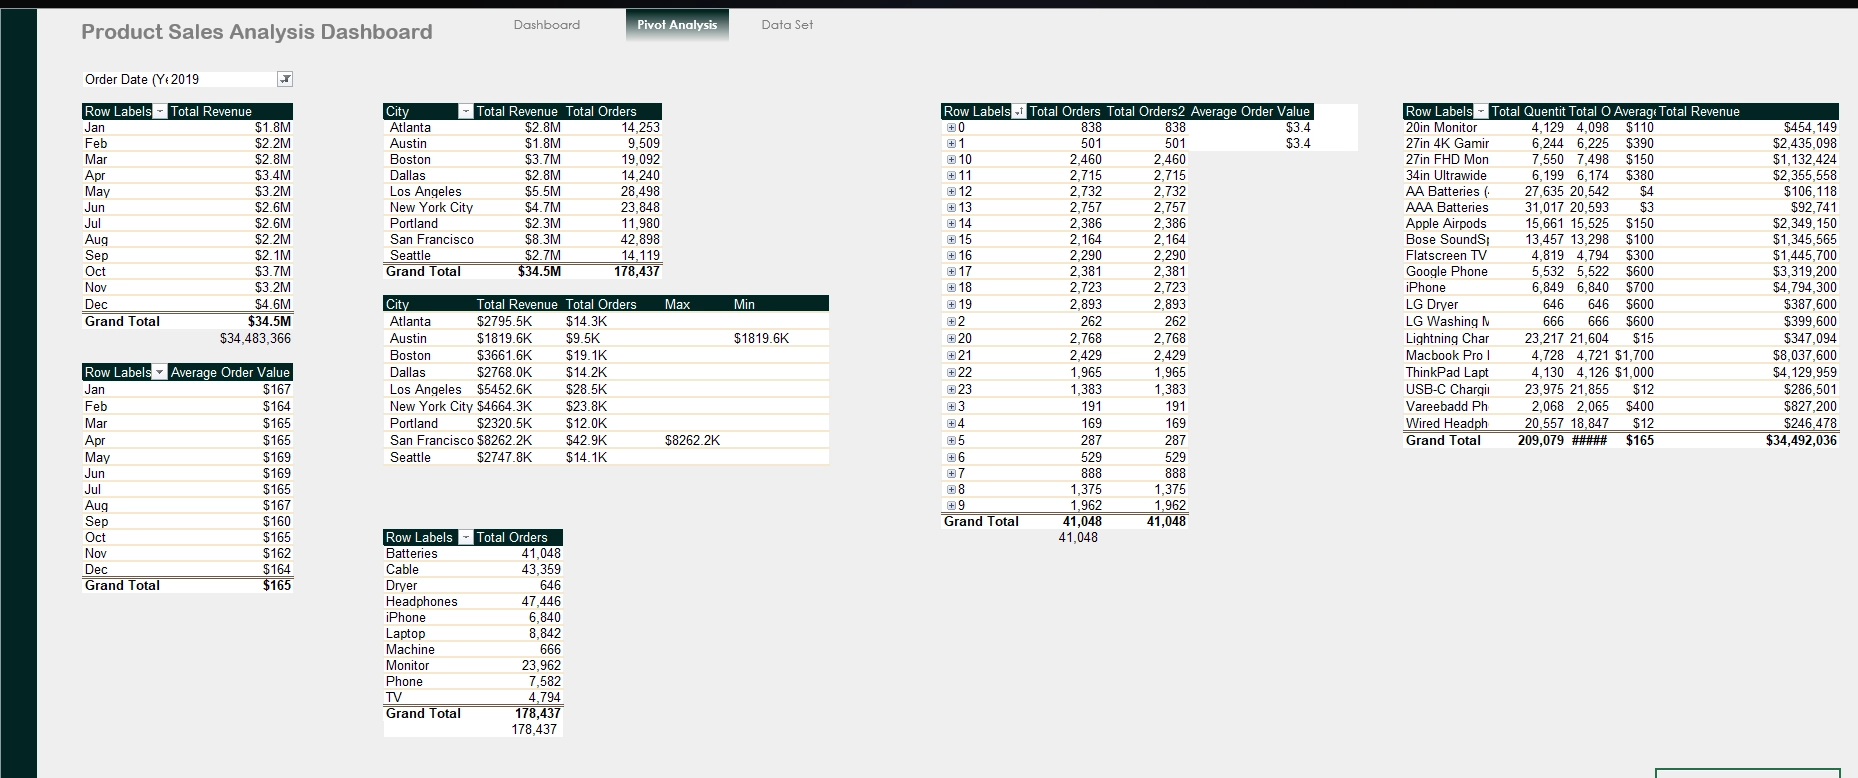 Product Sales Analysis Dashboard
Dashboard Pivot Analysis Data Set
Order Date (Ye 2019
Row Labels Total Revenue
Jan $1.8M
Feb $2.2M
Mar $2.8M
Apr $3.4M
May $3.2M
Jun $2.6M
Jul $2.6M
Aug $2.2M
Sep $2.1M
Oct $3.7M
Nov $3.2M
Dec $4.6M
Grand Total $34.5M
$34,483,366
Row Labels Average Order Value
Jan $167
Feb $164
Mar $165
Apr $165
May $169
Jun $169
Jul $165
Aug $167
Sep $160
Oct $165
Nov $162
Dec $164
Grand Total $165
City Total Revenue Total Orders
Atlanta $2.8M 14,253
Austin $1.8M 9,509
Boston $3.7M 19,092
Dallas $2.8M 14,240
Los Angeles $5.5M 28,498
New York City $4.7M 23,848
Portland $2.3M 11,980
San Francisco $8.3M 42,898
Seattle $2.7M 14,119
Grand Total $34.5M 178,437
City Total Revenue Total Orders Max Min
Atlanta $2795.5K $14.3K
Austin $1819.6K $9.5K $1819.6K
Boston $3661.6K $19.1K
Dallas $2768.0K $14.2K
Los Angeles $5452.6K $28.5K
New York City $4664.3K $23.8K
Portland $2320.5K $12.0K
San Francisco $8262.2K $42.9K $8262.2K
Seattle $2747.8K $14.1K
Row Labels Total Orders
Batteries 41,048
Cable 43,359
Dryer 646
Headphones 47,446
iPhone 6,840
Laptop 8,842
Machine 666
Monitor 23,962
Phone 7,582
TV 4,794
Grand Total 178,437
178,437
Row Labels Total Orders Total Orders2 Average Order Value
0 838 838 $3.4
1 501 501 $3.4
10 2,460 2,460
11 2,715 2,715
12 2,732 2,732
13 2,757 2,757
14 2,386 2,386
15 2,164 2,164
16 2,290 2,290
17 2,381 2,381
18 2,723 2,723
19 2,893 2,893
2 262 262
20 2,768 2,768
21 2,429 2,429
22 1,965 1,965
23 1,383 1,383
3 191 191
4 169 169
5 287 287
6 529 529
7 888 888
8 1,375 1,375
9 1,962 1,962
Grand Total 41,048 41,048
41,048
Row Labels Total Quantit Total O Average Total Revenue
20in Monitor 4,129 4,098 $110 $454,149
27in 4K Gamin 6,244 6,225 $390 $2,435,098
27in FHD Mon 7,550 7,498 $150 $1,132,424
34in Ultrawide 6,199 6,174 $380 $2,355,558
AA Batteries ( 27,635 20,542 $4 $106,118
AAA Batteries 31,017 20,593 $3 $92,741
Apple Airpods 15,661 15,525 $150 $2,349,150
Bose SoundSp 13,457 13,298 $100 $1,345,565
Flatscreen TV 4,819 4,794 $300 $1,445,700
Google Phone 5,532 5,522 $600 $3,319,200
iPhone 6,849 6,840 $700 $4,794,300
LG Dryer 646 646 $600 $387,600
LG Washing M 666 666 $600 $399,600
Lightning Char 23,217 21,604 $15 $347,094
Macbook Pro l 4,728 4,721 $1,700 $8,037,600
ThinkPad Lapt 4,130 4,126 $1,000 $4,129,959
USB-C Chargin 23,975 21,855 $12 $286,501
Vareebadd Ph 2,068 2,065 $400 $827,200
Wired Headph 20,557 18,847 $12 $246,478
Grand Total 209,079 ##### $165 $34,492,036